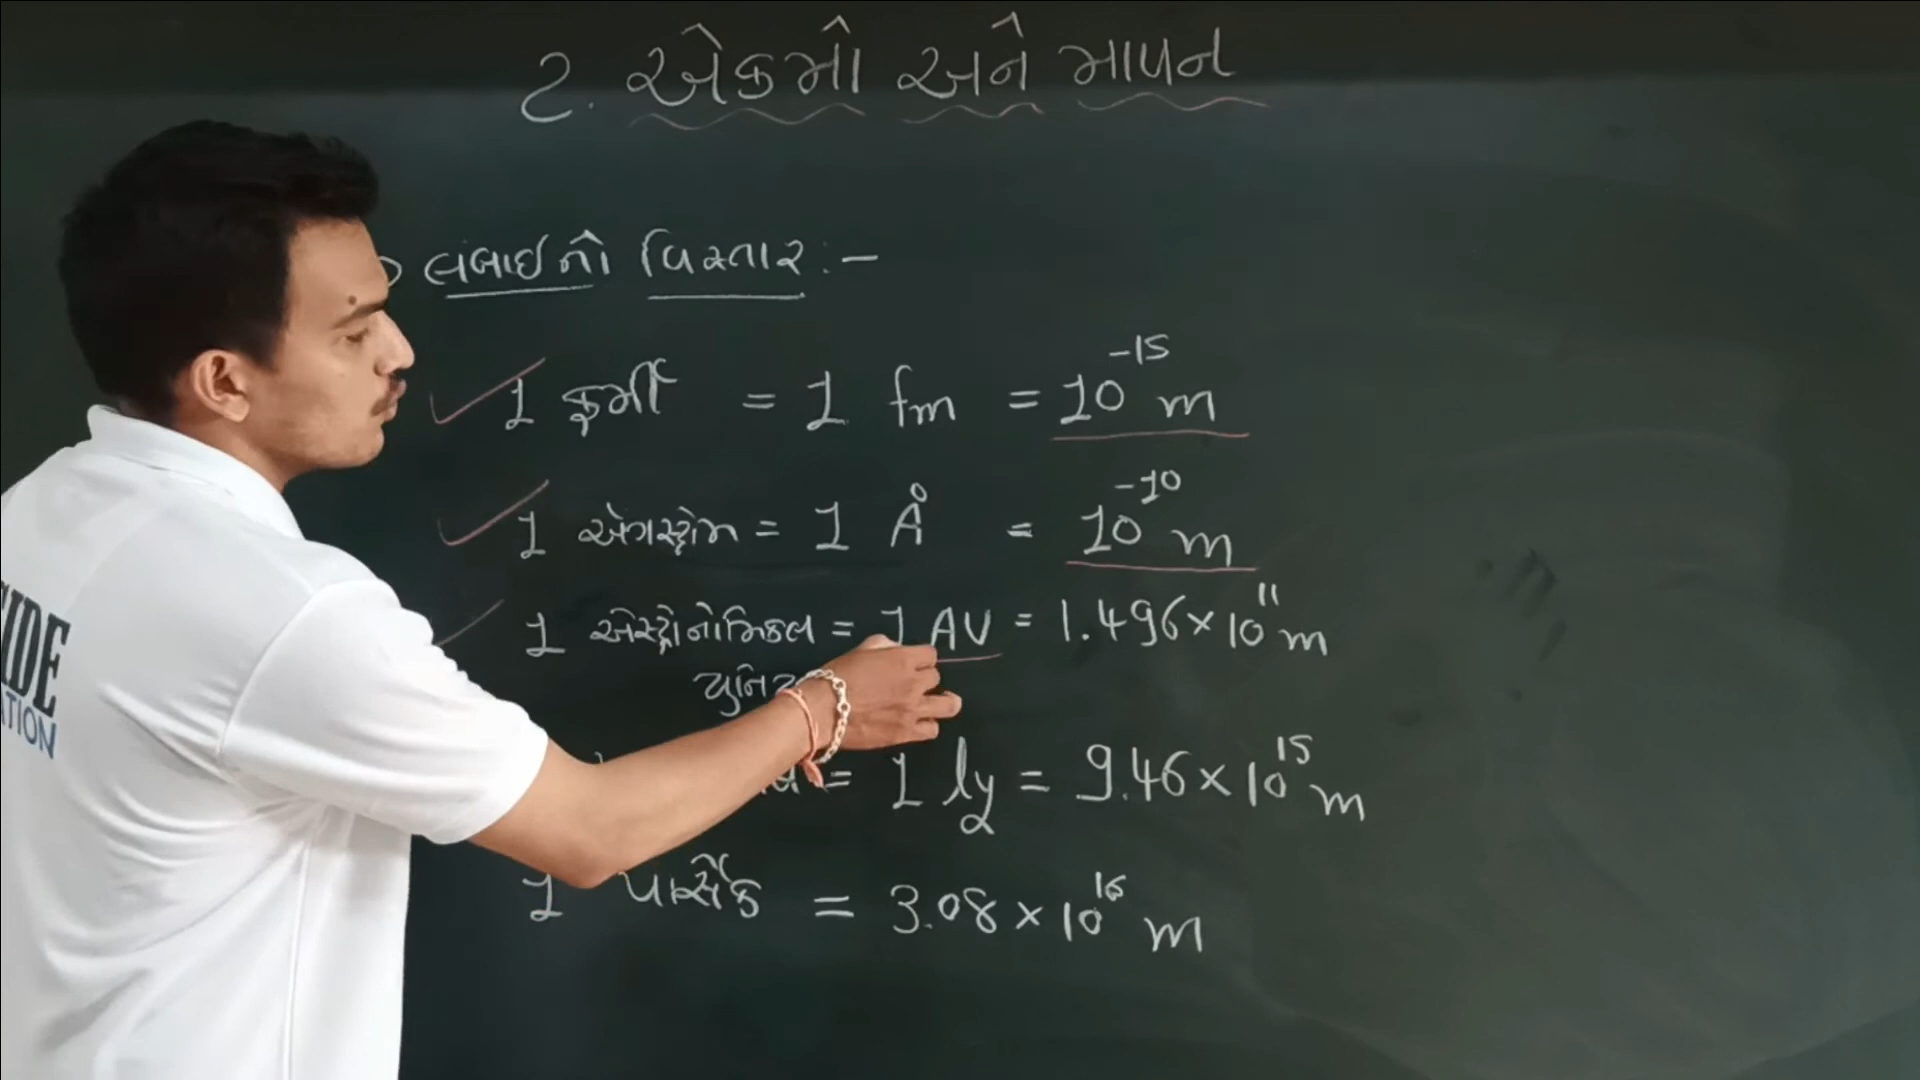 2. એકમો અને માપન
લંબાઈનો વિસ્તાર :-
1 ફર્મી = 1 fm = 10⁻¹⁵ m
1 એંગસ્ટ્રોમ = 1 Å = 10⁻¹⁰ m
1 એસ્ટ્રોનોમિકલ = 1 AU = 1.496 × 10¹¹ m
યુનિટ
= 1 ly = 9.46 × 10¹⁵ m
1 પાર્સેક = 3.08 × 10¹⁶ m